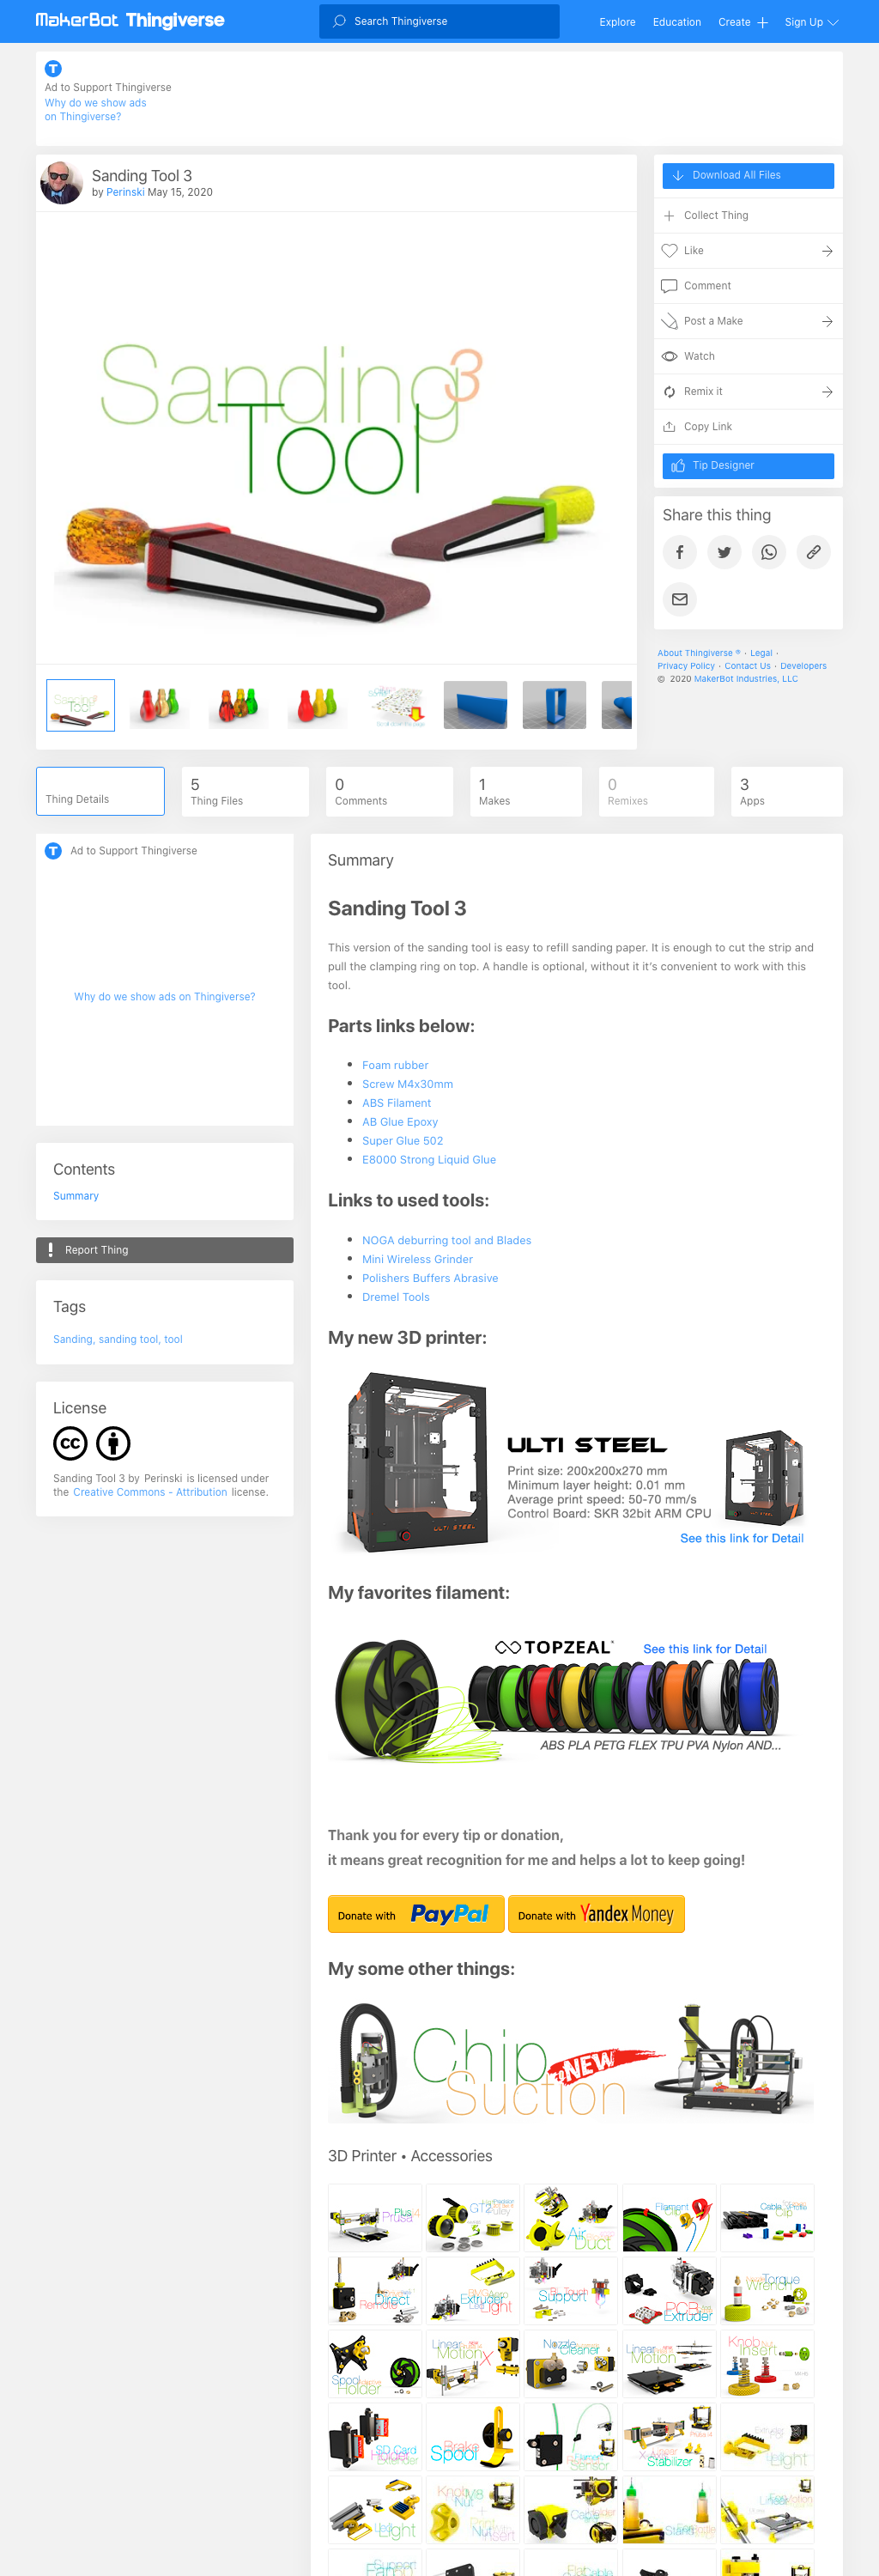 MakerBot Thingiverse
Search Thingiverse
Explore
Education
Create
Sign Up
Ad to Support Thingiverse
Why do we show ads
on Thingiverse?
Sanding Tool 3
by Perinski May 15, 2020
Sanding 3
Tool
Download All Files
Collect Thing
Like
Comment
Post a Make
Watch
Remix it
Copy Link
Tip Designer
Share this thing
About Thingiverse ® · Legal ·
Privacy Policy · Contact Us · Developers
© 2020 MakerBot Industries, LLC
Thing Details
5
Thing Files
0
Comments
1
Makes
0
Remixes
3
Apps
Ad to Support Thingiverse
Why do we show ads on Thingiverse?
Contents
Summary
Report Thing
Tags
Sanding, sanding tool, tool
License
Sanding Tool 3 by Perinski is licensed under
the Creative Commons - Attribution license.
Summary
Sanding Tool 3
This version of the sanding tool is easy to refill sanding paper. It is enough to cut the strip and
pull the clamping ring on top. A handle is optional, without it it's convenient to work with this
tool.
Parts links below:
Foam rubber
Screw M4x30mm
ABS Filament
AB Glue Epoxy
Super Glue 502
E8000 Strong Liquid Glue
Links to used tools:
NOGA deburring tool and Blades
Mini Wireless Grinder
Polishers Buffers Abrasive
Dremel Tools
My new 3D printer:
ULTI STEEL
ULTI STEEL
Print size: 200x200x270 mm
Minimum layer height: 0.01 mm
Average print speed: 50-70 mm/s
Control Board: SKR 32bit ARM CPU
See this link for Detail
My favorites filament:
TOPZEAL
See this link for Detail
ABS PLA PETG FLEX TPU PVA Nylon AND...
Thank you for every tip or donation,
it means great recognition for me and helps a lot to keep going!
Donate with PayPal
Donate with Yandex Money
My some other things:
Chip NEW
Suction
3D Printer • Accessories
Plus
Prusa
GT2
Pulley
Air
Duct
Filament
Cable
Clip
Remote Direct
Extruder
Light
BL Touch
Support
PCB
Extruder
Torque
Wrench
Spool
Holder
Linear
Motion X
Nozzle
Cleaner
Linear
Motion
Knob
Insert
SD Card
Holder
Extender
Brake
Spool
Filament
Sensor
Stabilizer
Light
Light
Knob M8
Nut
Nut
Insert
Cable
Stand
Linear
Support